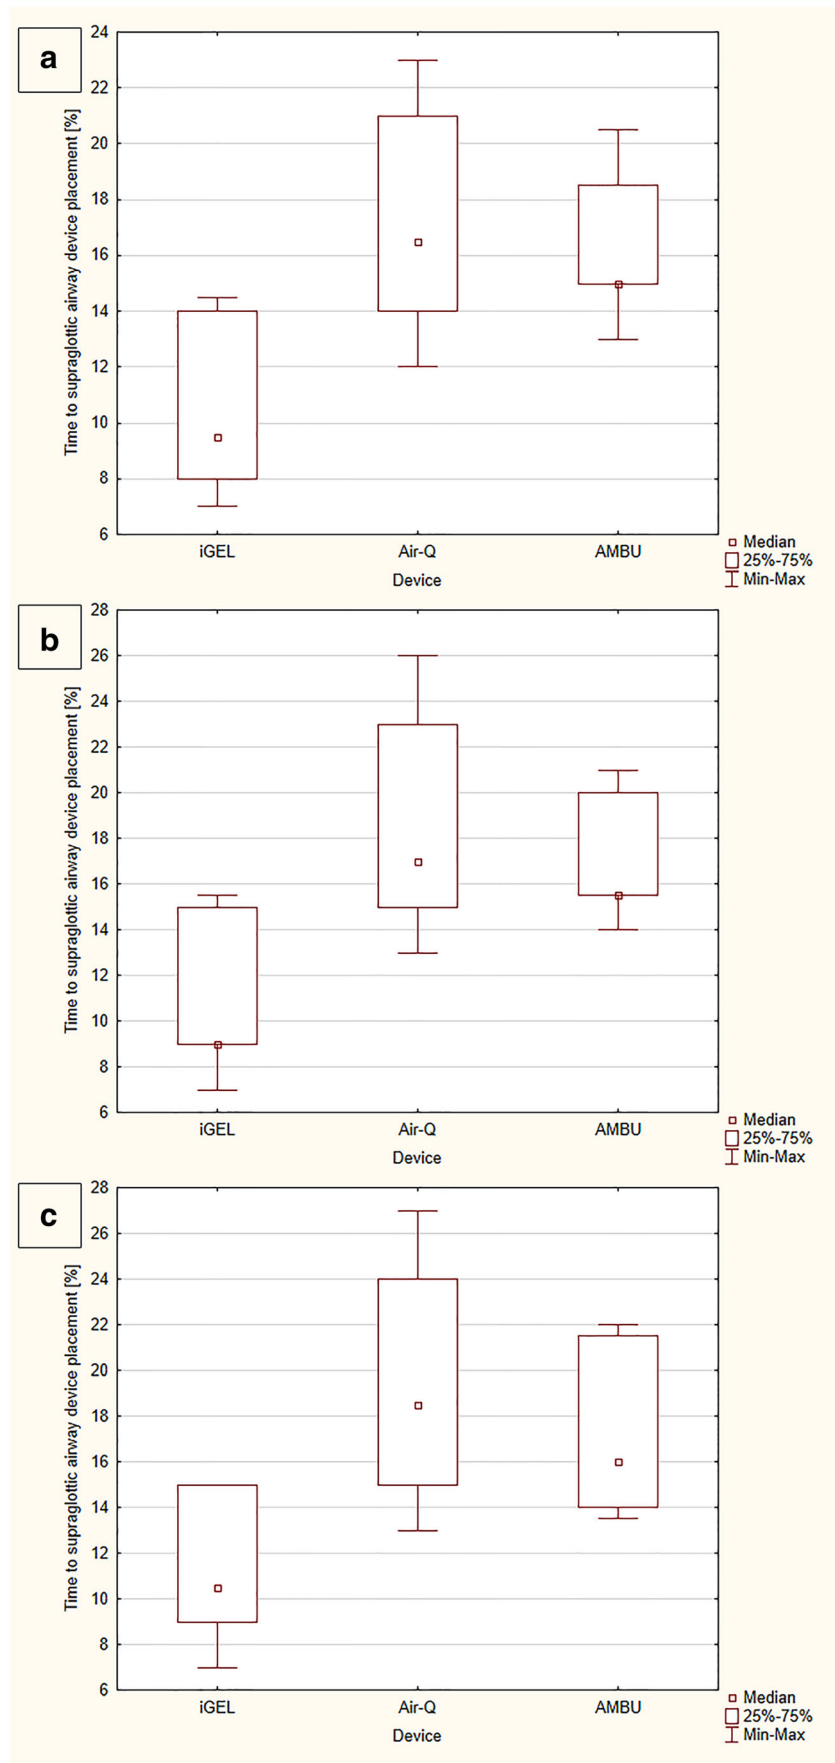 a
Time to supraglottic airway device placement [%]
24
22
20
18
16
14
12
10
8
6
iGEL Air-Q AMBU
Device
Median
25%-75%
Min-Max
b
Time to supraglottic airway device placement [%]
28
26
24
22
20
18
16
14
12
10
8
6
iGEL Air-Q AMBU
Device
Median
25%-75%
Min-Max
c
Time to supraglottic airway device placement [%]
28
26
24
22
20
18
16
14
12
10
8
6
iGEL Air-Q AMBU
Device
Median
25%-75%
Min-Max